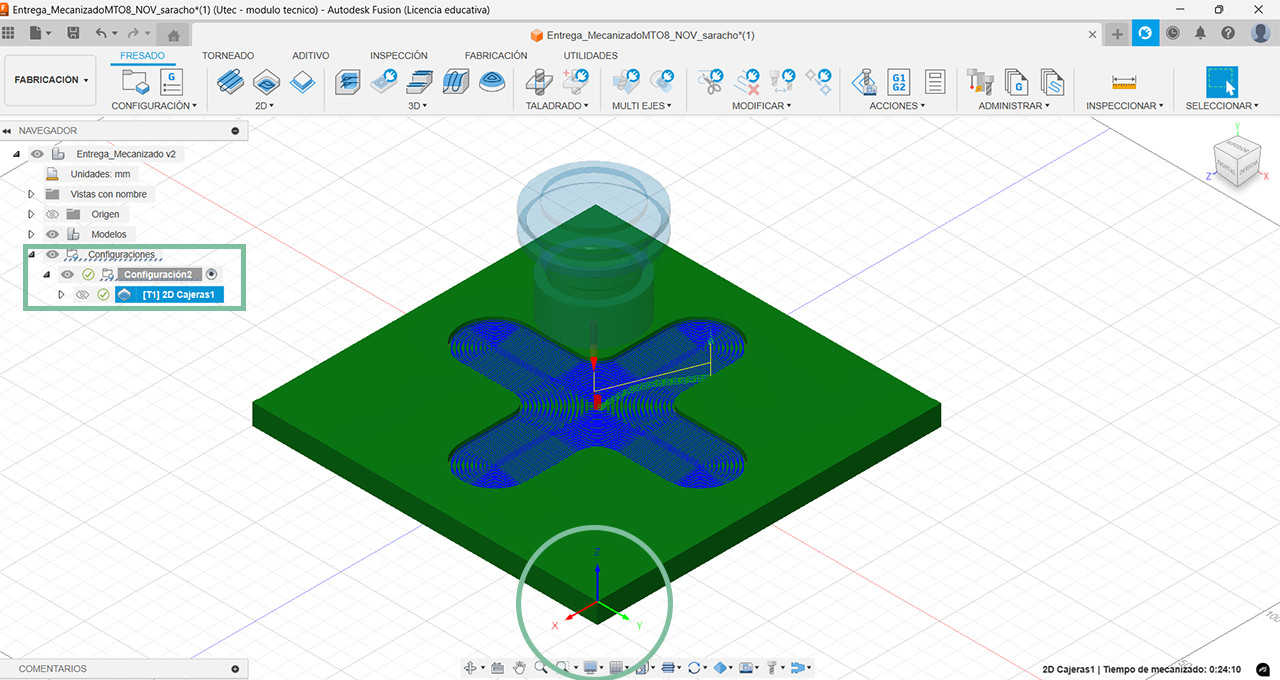 Entrega_MecanizadoMTO8_NOV_saracho*(1) (Utec - modulo tecnico) - Autodesk Fusion (Licencia educativa)
Entrega_MecanizadoMTO8_NOV_saracho*(1)
FRESADO TORNEADO ADITIVO INSPECCIÓN FABRICACIÓN UTILIDADES
FABRICACIÓN
G
G1
G2
G
CONFIGURACIÓN 2D 3D TALADRADO MULTI EJES MODIFICAR ACCIONES ADMINISTRAR INSPECCIONAR SELECCIONAR
NAVEGADOR
Entrega_Mecanizado v2
Unidades: mm
Vistas con nombre
Origen
Modelos
Configuraciones
Configuración2
[T1] 2D Cajeras1
Y
Z
X
Z
X
Y
COMENTARIOS
2D Cajeras1 | Tiempo de mecanizado: 0:24:10